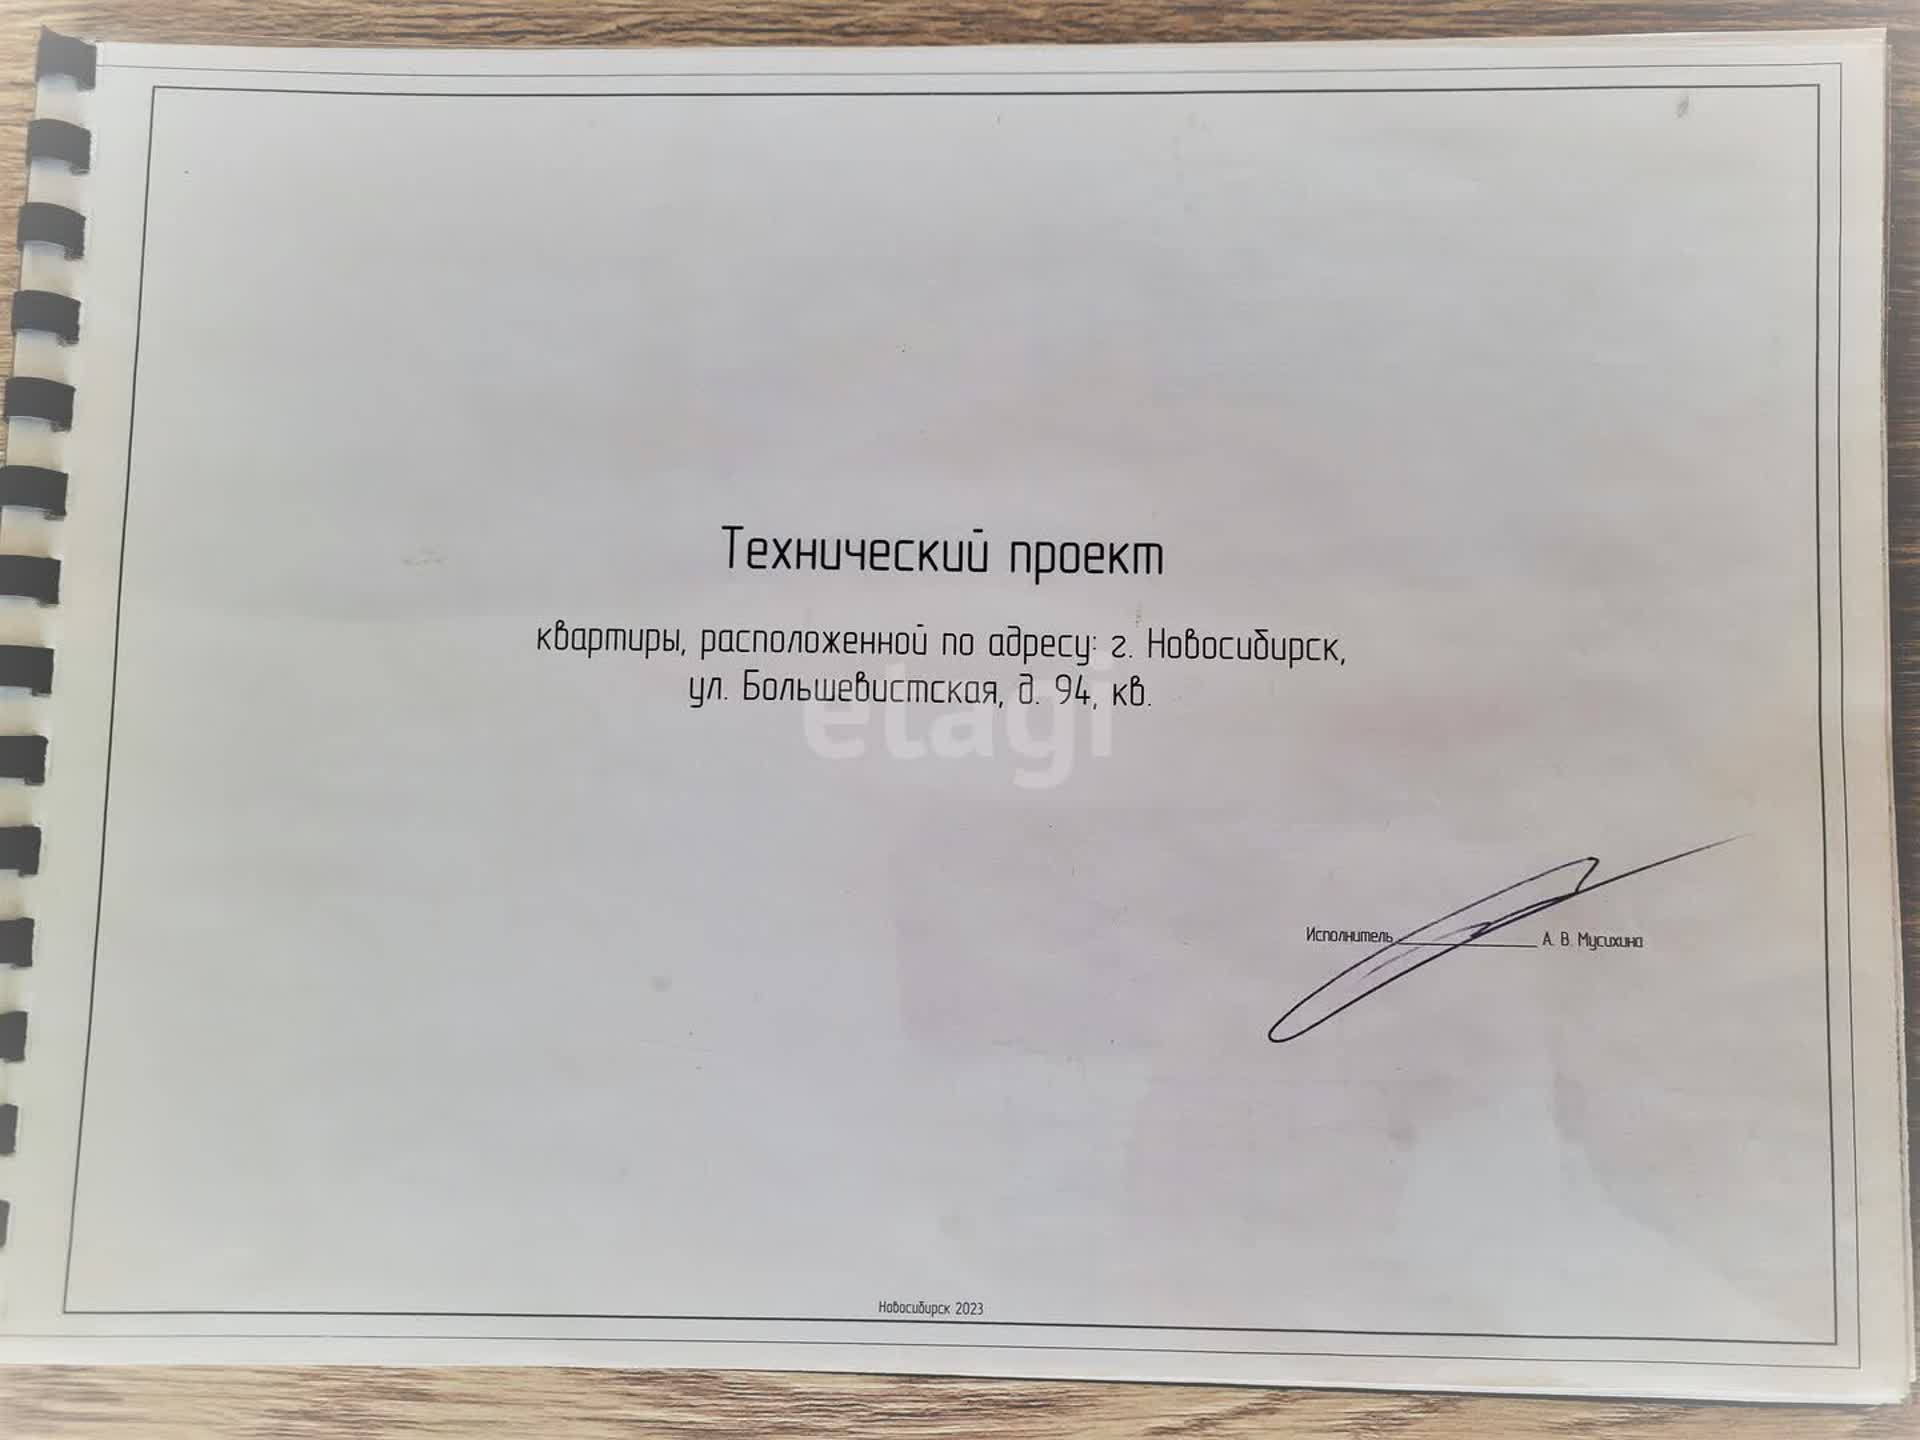 Технический проект
квартиры, расположенной по адресу: г. Новосибирск,
ул. Большевистская, д. 94, кв.
etagi
Исполнитель А. В. Мусихина
Новосибирск 2023